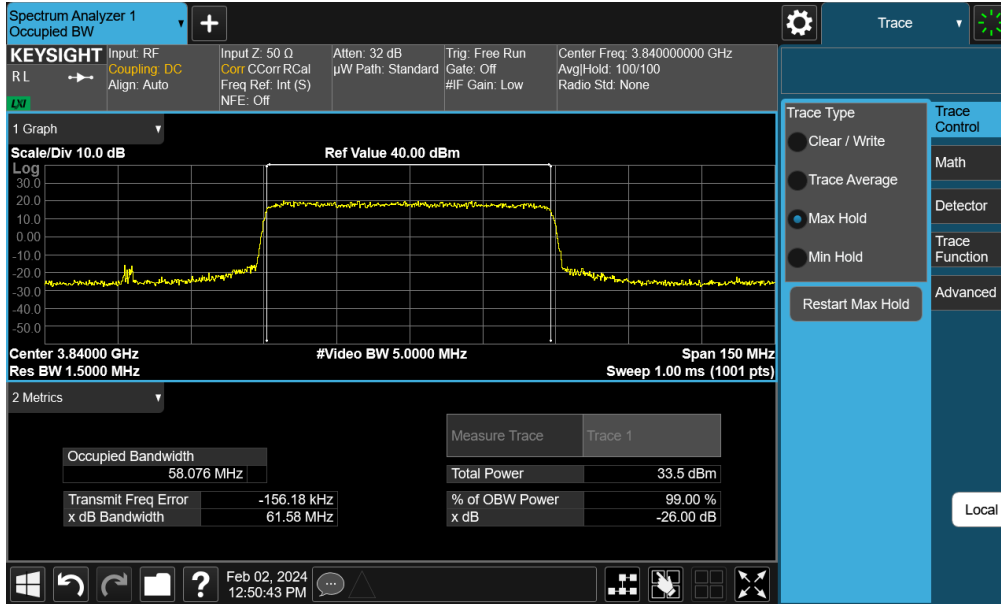 Spectrum Analyzer 1
Occupied BW
Trace
KEYSIGHT
R L
LXI
Input: RF
Coupling: DC
Align: Auto
Input Z: 50 Ω
Corr CCorr RCal
Freq Ref: Int (S)
NFE: Off
Atten: 32 dB
µW Path: Standard
Trig: Free Run
Gate: Off
#IF Gain: Low
Center Freq: 3.840000000 GHz
Avg|Hold: 100/100
Radio Std: None
1 Graph
Scale/Div 10.0 dB
Ref Value 40.00 dBm
Log
30.0
20.0
10.0
0.00
-10.0
-20.0
-30.0
-40.0
-50.0
Center 3.84000 GHz
#Video BW 5.0000 MHz
Span 150 MHz
Res BW 1.5000 MHz
Sweep 1.00 ms (1001 pts)
2 Metrics
Measure Trace
Trace 1
Occupied Bandwidth
58.076 MHz
Total Power
33.5 dBm
Transmit Freq Error
-156.18 kHz
% of OBW Power
99.00 %
x dB Bandwidth
61.58 MHz
x dB
-26.00 dB
Trace Type
Clear / Write
Trace Average
Max Hold
Min Hold
Restart Max Hold
Trace
Control
Math
Detector
Trace
Function
Advanced
Local
?
Feb 02, 2024
12:50:43 PM